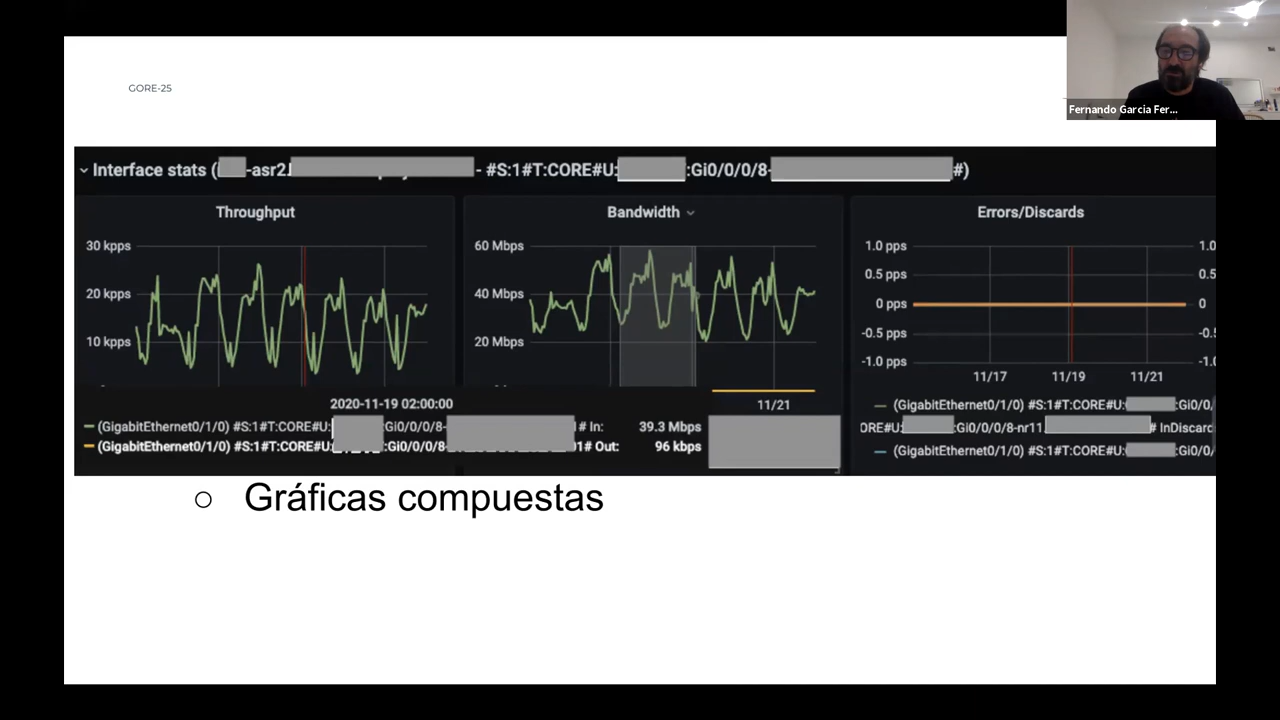 GORE-25
Fernando Garcia Fer...
Interface stats ( -asr2 - #S:1#T:CORE#U: :Gi0/0/0/8- #)
Throughput
30 kpps
20 kpps
10 kpps
Bandwidth
60 Mbps
40 Mbps
20 Mbps
11/21
Errors/Discards
1.0 pps
0.5 pps
0 pps
-0.5 pps
-1.0 pps
1.0
0.5
0
-0.5
-1.0
11/17 11/19 11/21
2020-11-19 02:00:00
(GigabitEthernet0/1/0) #S:1#T:CORE#U: :Gi0/0/0/8- # In: 39.3 Mbps
(GigabitEthernet0/1/0) #S:1#T:CORE#U: :Gi0/0/0/8- # Out: 96 kbps
(GigabitEthernet0/1/0) #S:1#T:CORE#U: :Gi0/0/
ORE#U: :Gi0/0/0/8-nr11 # InDiscard
(GigabitEthernet0/1/0) #S:1#T:CORE#U: :Gi0/0/
○ Gráficas compuestas